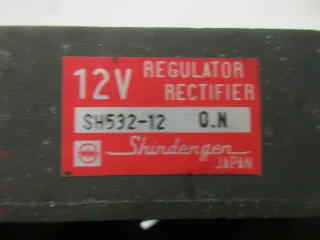 12V REGULATOR
RECTIFIER
SH532-12 O.N
Shindengen
JAPAN